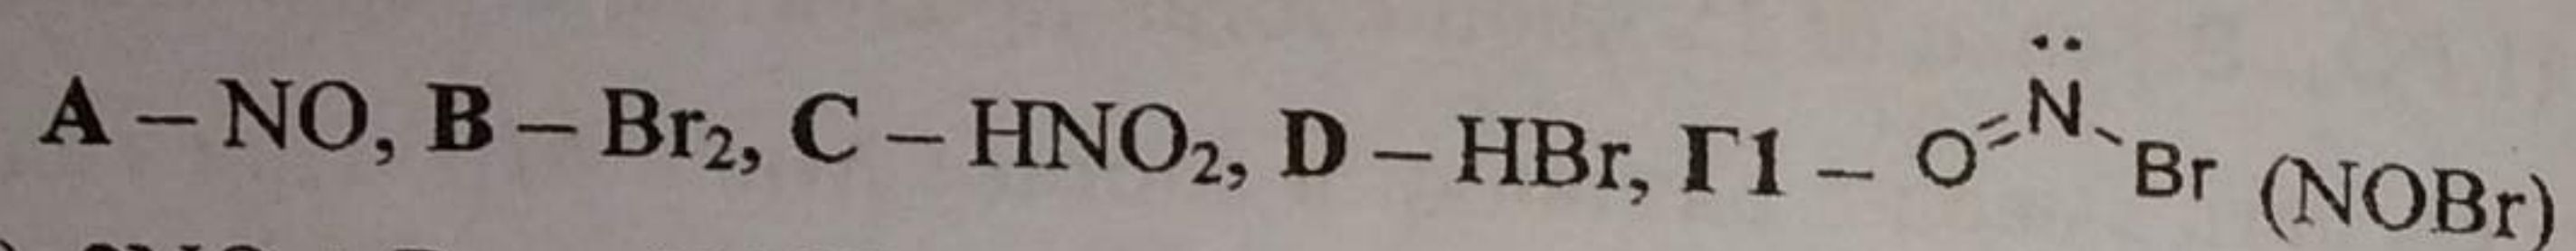 A – NO, B – Br₂, C – HNO₂, D – HBr, Г1 – O=N̈-Br (NOBr)